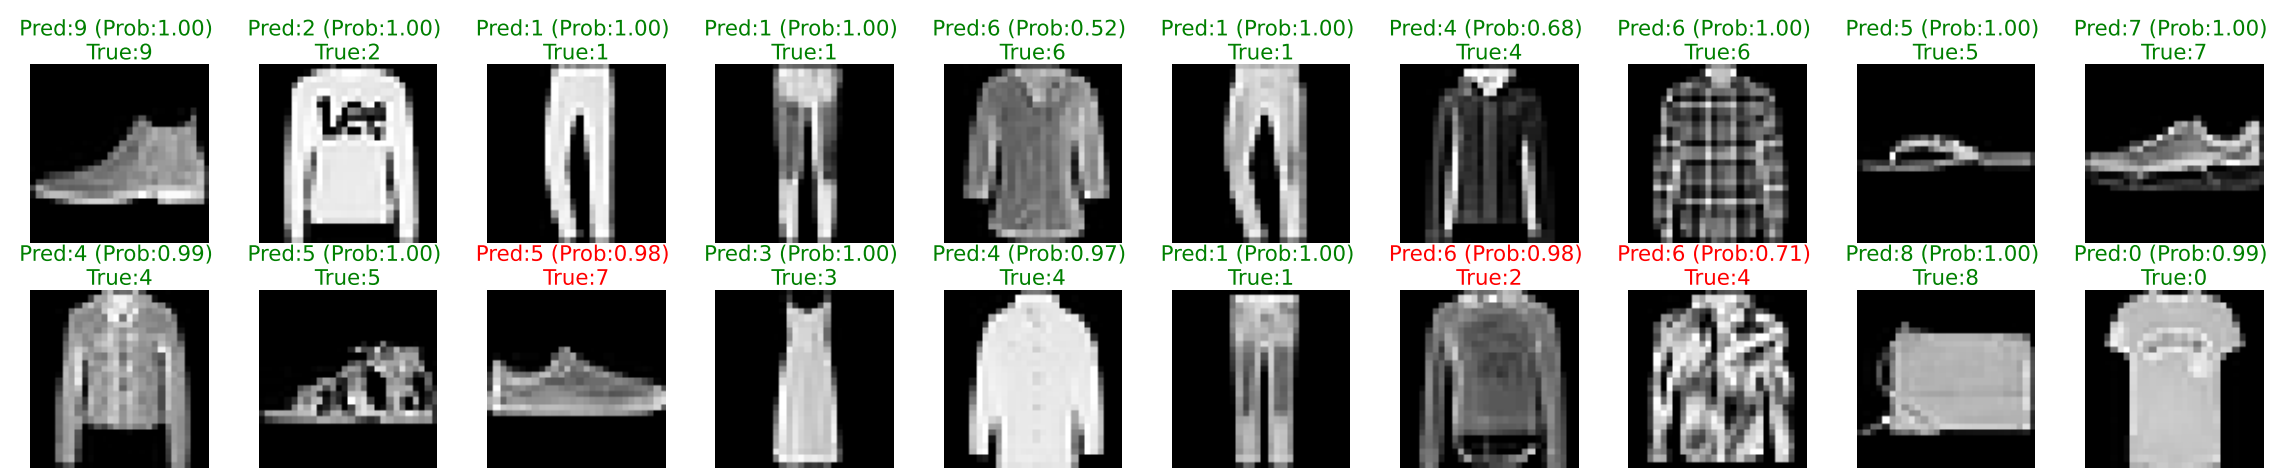 Pred:9 (Prob:1.00) Pred:2 (Prob:1.00) Pred:1 (Prob:1.00) Pred:1 (Prob:1.00) Pred:6 (Prob:0.52) Pred:1 (Prob:1.00) Pred:4 (Prob:0.68) Pred:6 (Prob:1.00) Pred:5 (Prob:1.00) Pred:7 (Prob:1.00)
True:9 True:2 True:1 True:1 True:6 True:1 True:4 True:6 True:5 True:7
Lee
Pred:4 (Prob:0.99) Pred:5 (Prob:1.00) Pred:5 (Prob:0.98) Pred:3 (Prob:1.00) Pred:4 (Prob:0.97) Pred:1 (Prob:1.00) Pred:6 (Prob:0.98) Pred:6 (Prob:0.71) Pred:8 (Prob:1.00) Pred:0 (Prob:0.99)
True:4 True:5 True:7 True:3 True:4 True:1 True:2 True:4 True:8 True:0